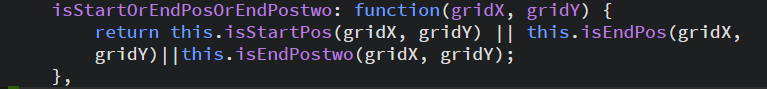 isStartOrEndPosOrEndPostwo: function(gridX, gridY) {
return this.isStartPos(gridX, gridY) || this.isEndPos(gridX,
gridY)||this.isEndPostwo(gridX, gridY);
},